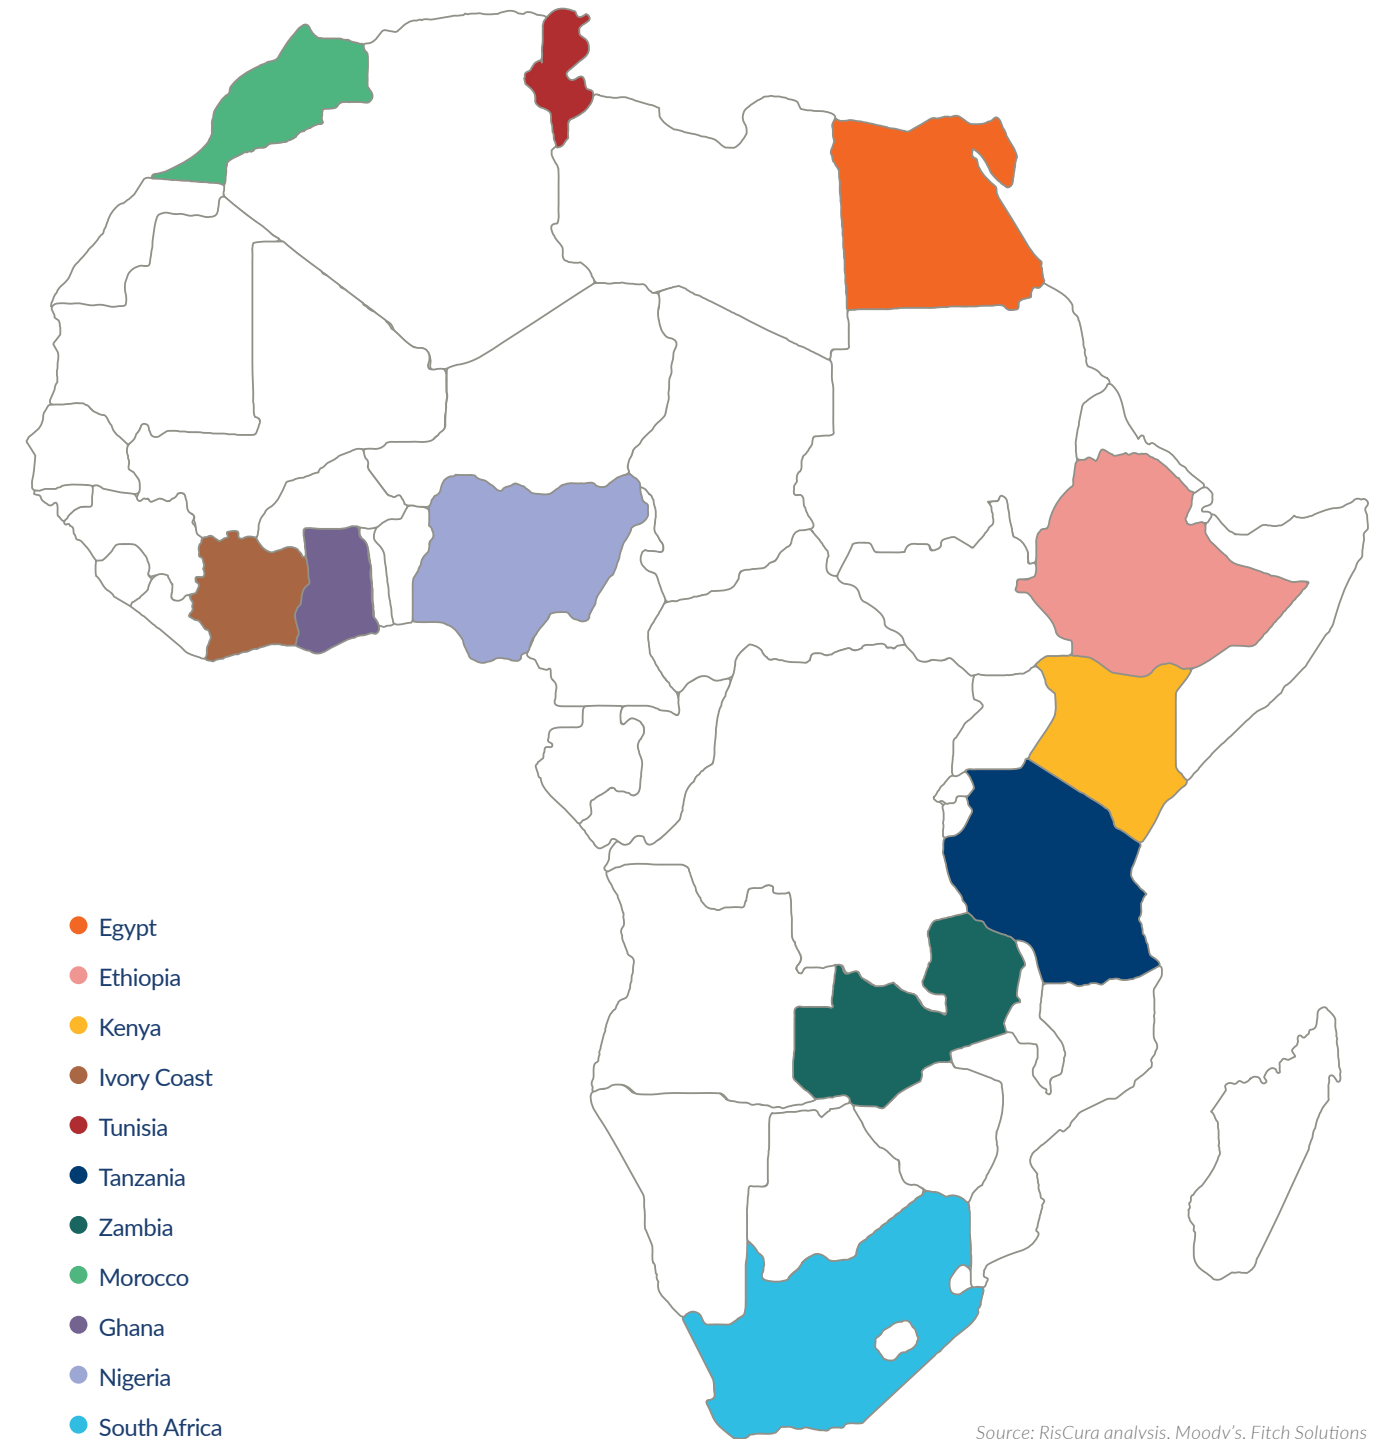 Egypt
Ethiopia
Kenya
Ivory Coast
Tunisia
Tanzania
Zambia
Morocco
Ghana
Nigeria
South Africa
Source: RisCura analysis, Moody's, Fitch Solutions